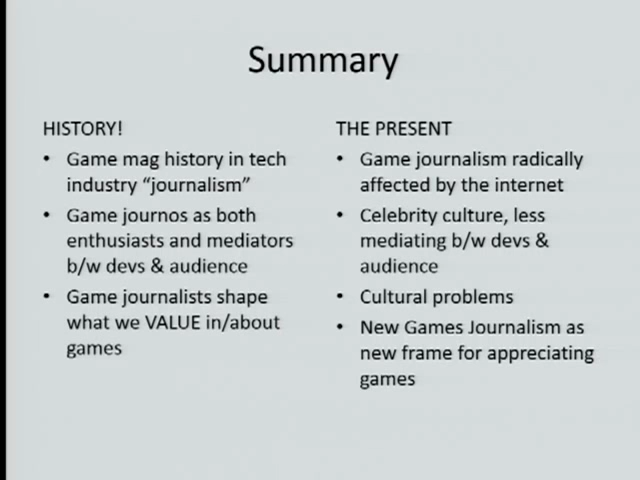 Summary
HISTORY!
• Game mag history in tech
industry “journalism”
• Game journos as both
enthusiasts and mediators
b/w devs & audience
• Game journalists shape
what we VALUE in/about
games
THE PRESENT
• Game journalism radically
affected by the internet
• Celebrity culture, less
mediating b/w devs &
audience
• Cultural problems
• New Games Journalism as
new frame for appreciating
games